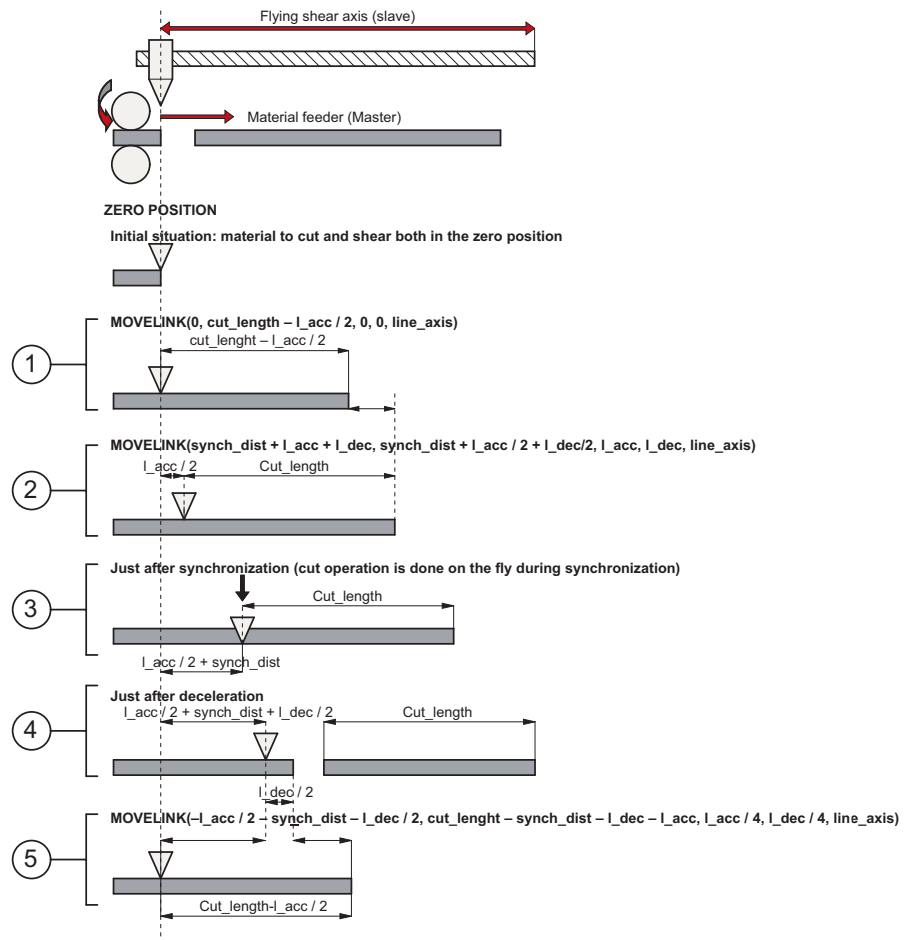 Flying shear axis (slave)
Material feeder (Master)
ZERO POSITION
Initial situation: material to cut and shear both in the zero position
1
MOVELINK(0, cut_length – l_acc / 2, 0, 0, line_axis)
cut_lenght – l_acc / 2
2
MOVELINK(synch_dist + l_acc + l_dec, synch_dist + l_acc / 2 + l_dec/2, l_acc, l_dec, line_axis)
l_acc / 2
Cut_length
3
Just after synchronization (cut operation is done on the fly during synchronization)
Cut_length
l_acc / 2 + synch_dist
4
Just after deceleration
l_acc / 2 + synch_dist + l_dec / 2
Cut_length
l_dec / 2
5
MOVELINK(–l_acc / 2 – synch_dist – l_dec / 2, cut_lenght – synch_dist – l_dec – l_acc, l_acc / 4, l_dec / 4, line_axis)
Cut_length-l_acc / 2